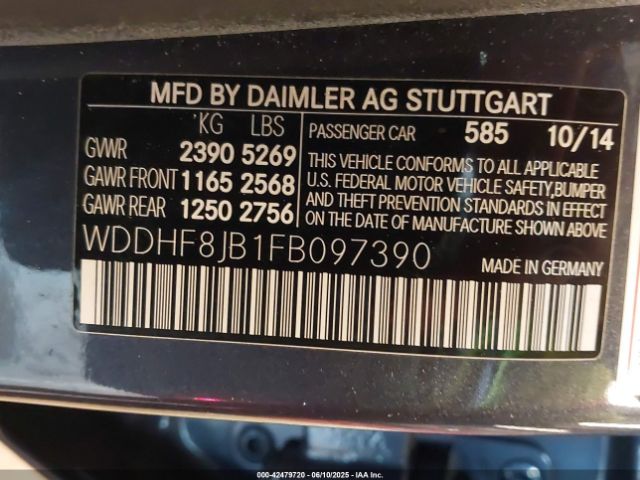 MFD BY DAIMLER AG STUTTGART
KG LBS
GVWR 2390 5269
GAWR FRONT 1165 2568
GAWR REAR 1250 2756
PASSENGER CAR 585 10/14
THIS VEHICLE CONFORMS TO ALL APPLICABLE
U.S. FEDERAL MOTOR VEHICLE SAFETY,BUMPER
AND THEFT PREVENTION STANDARDS IN EFFECT
ON THE DATE OF MANUFACTURE SHOWN ABOVE
WDDHF8JB1FB097390
MADE IN GERMANY
000-42479720 - 06/10/2025 - IAA Inc.